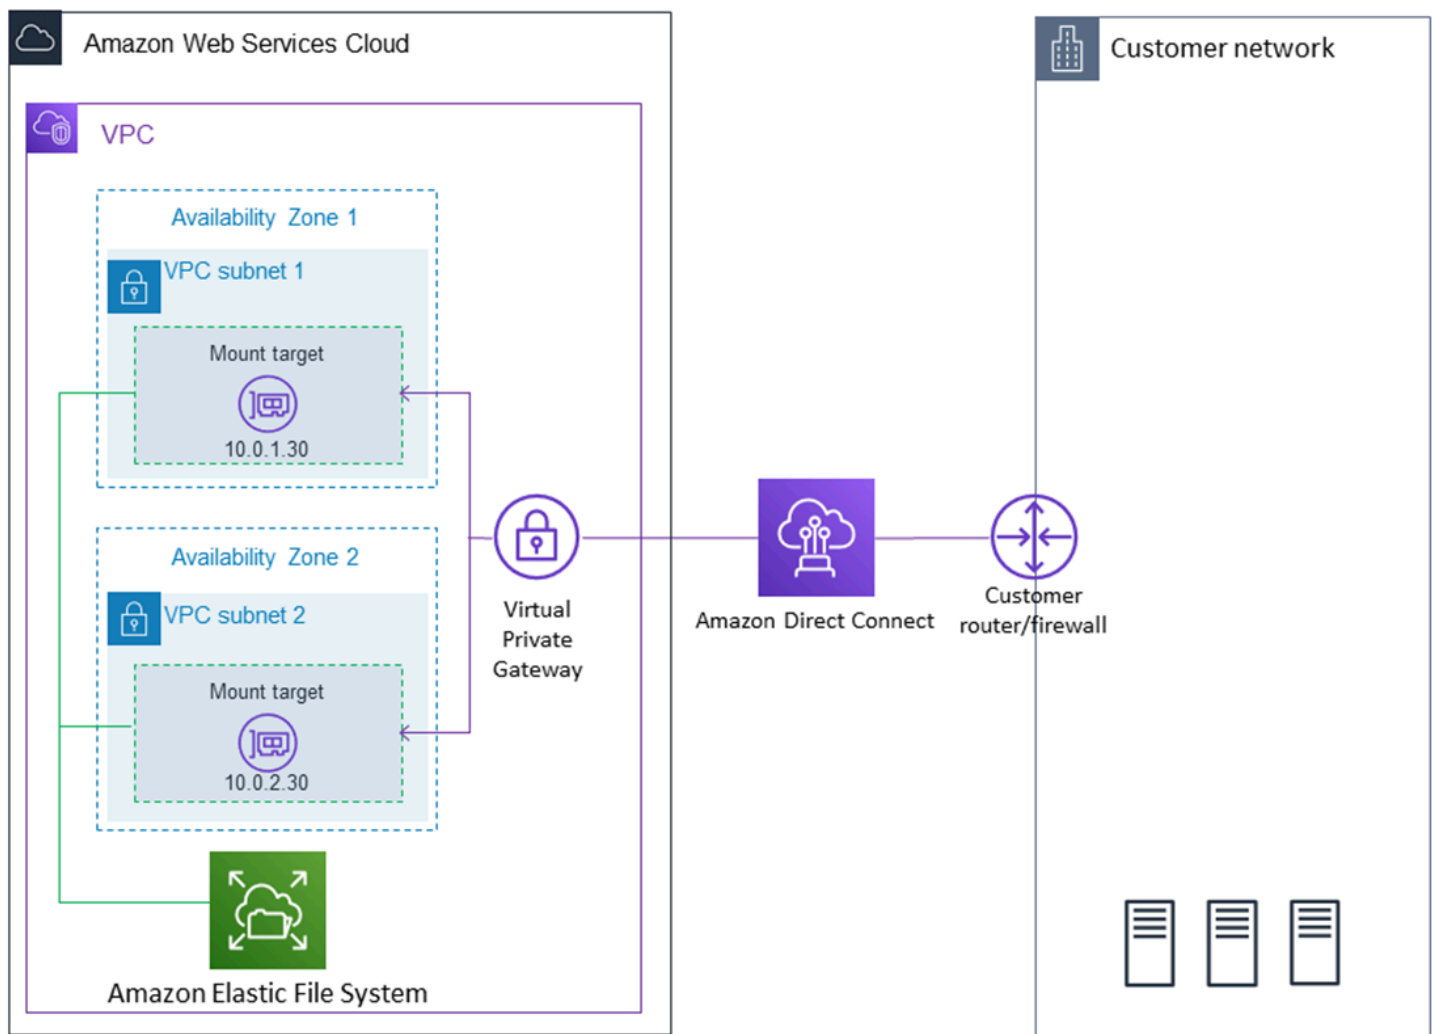 Amazon Web Services Cloud
Customer network
VPC
Availability Zone 1
VPC subnet 1
Mount target
10.0.1.30
Availability Zone 2
VPC subnet 2
Mount target
10.0.2.30
Virtual
Private
Gateway
Amazon Direct Connect
Customer
router/firewall
Amazon Elastic File System